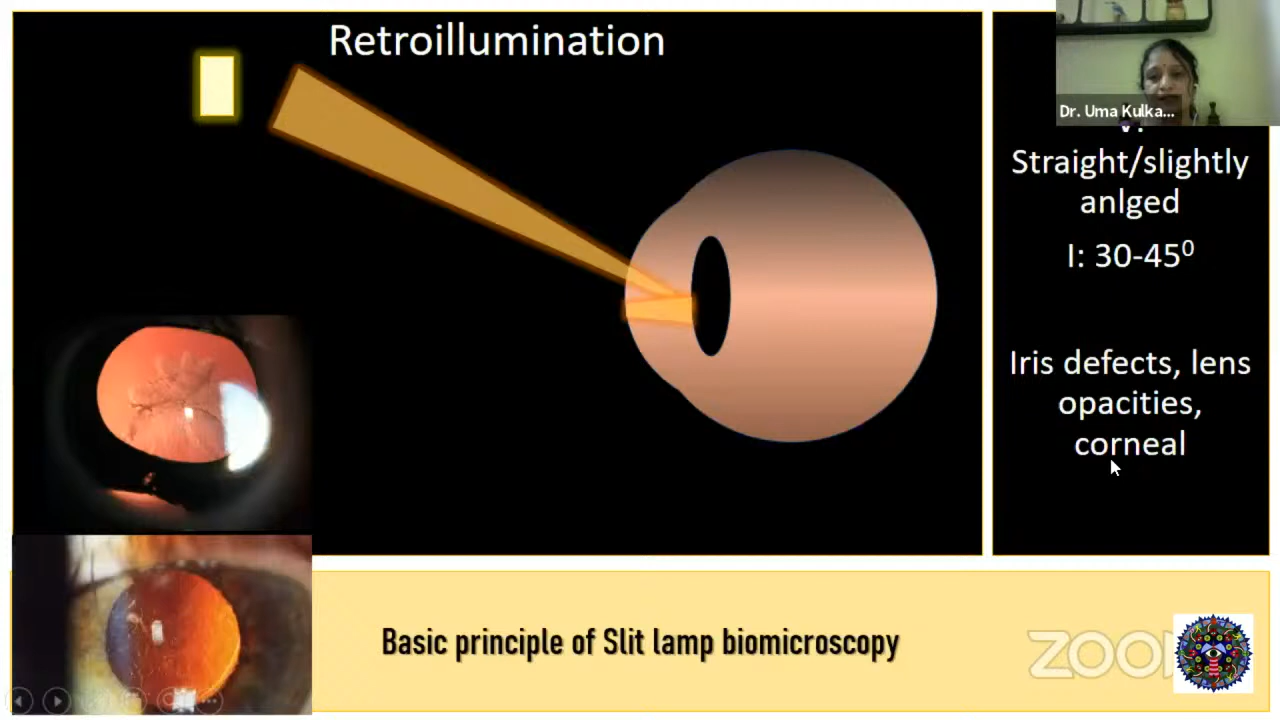 Retroillumination
Dr. Uma Kulka...
Straight/slightly
anlged
I: 30-45⁰
Iris defects, lens
opacities,
corneal
Basic principle of Slit lamp biomicroscopy